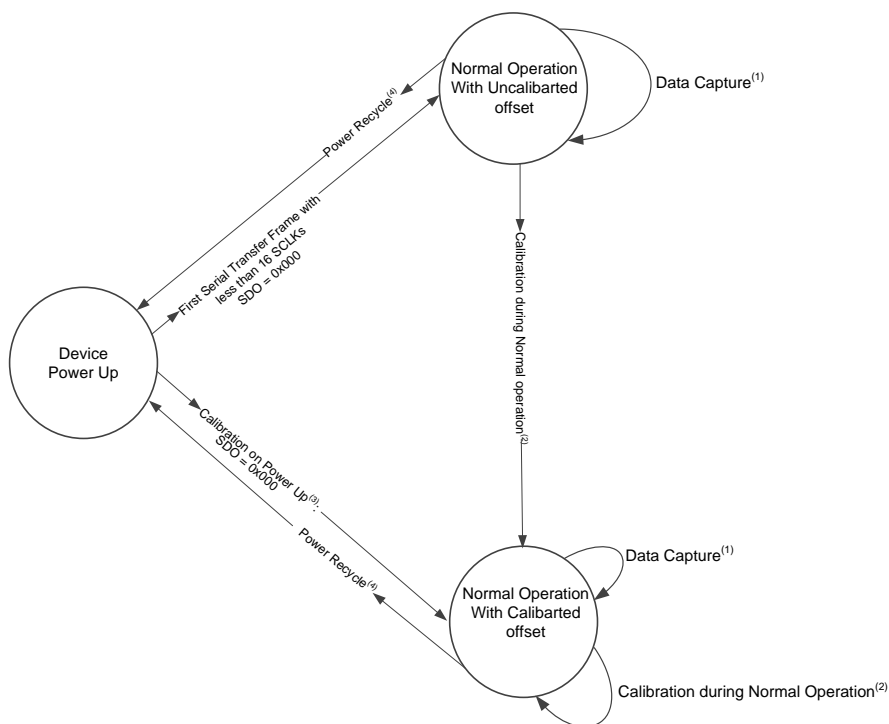 Normal Operation
With Uncalibarted
offset
Data Capture(1)
Power Recycle(4)
First Serial Transfer Frame with
less than 16 SCLKs
SDO = 0x000
Calibration during Normal operation(2)
Device
Power Up
Calibration on Power Up(3):
SDO = 0x000
Power Recycle(4)
Normal Operation
With Calibarted
offset
Data Capture(1)
Calibration during Normal Operation(2)